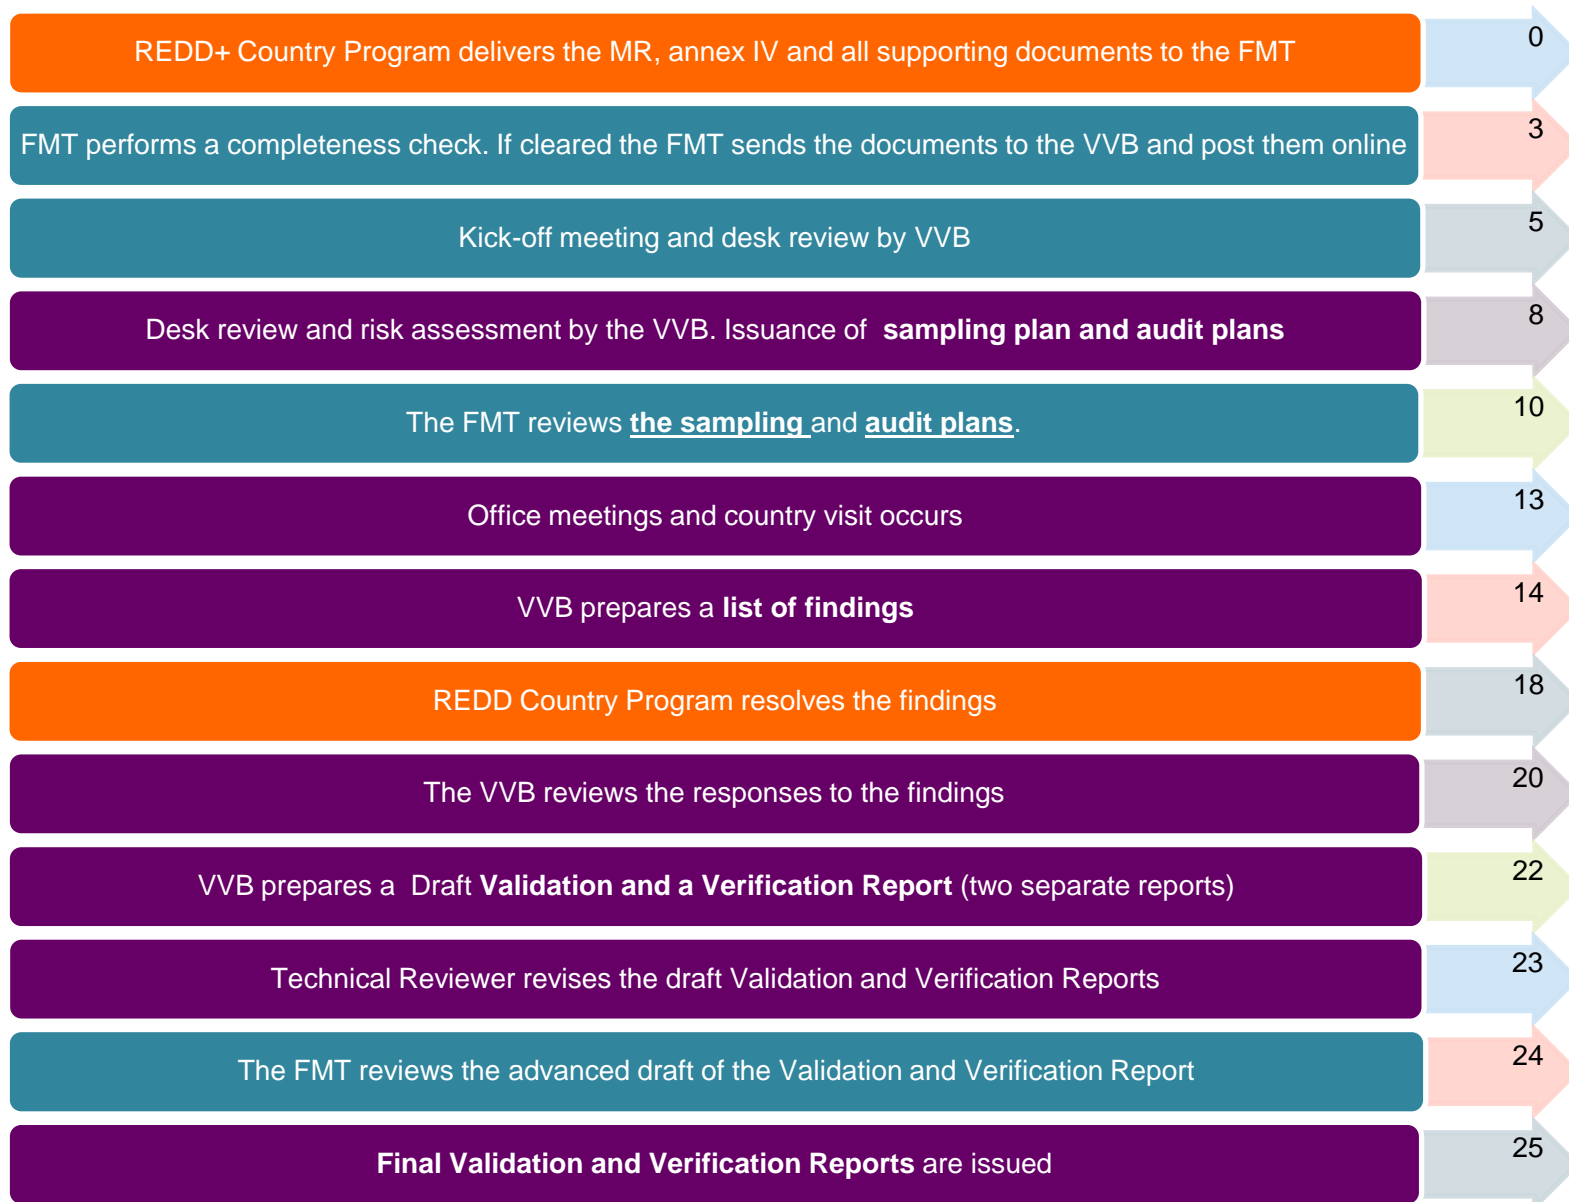 REDD+ Country Program delivers the MR, annex IV and all supporting documents to the FMT
0
FMT performs a completeness check. If cleared the FMT sends the documents to the VVB and post them online
3
Kick-off meeting and desk review by VVB
5
Desk review and risk assessment by the VVB. Issuance of sampling plan and audit plans
8
The FMT reviews the sampling and audit plans.
10
Office meetings and country visit occurs
13
VVB prepares a list of findings
14
REDD Country Program resolves the findings
18
The VVB reviews the responses to the findings
20
VVB prepares a Draft Validation and a Verification Report (two separate reports)
22
Technical Reviewer revises the draft Validation and Verification Reports
23
The FMT reviews the advanced draft of the Validation and Verification Report
24
Final Validation and Verification Reports are issued
25